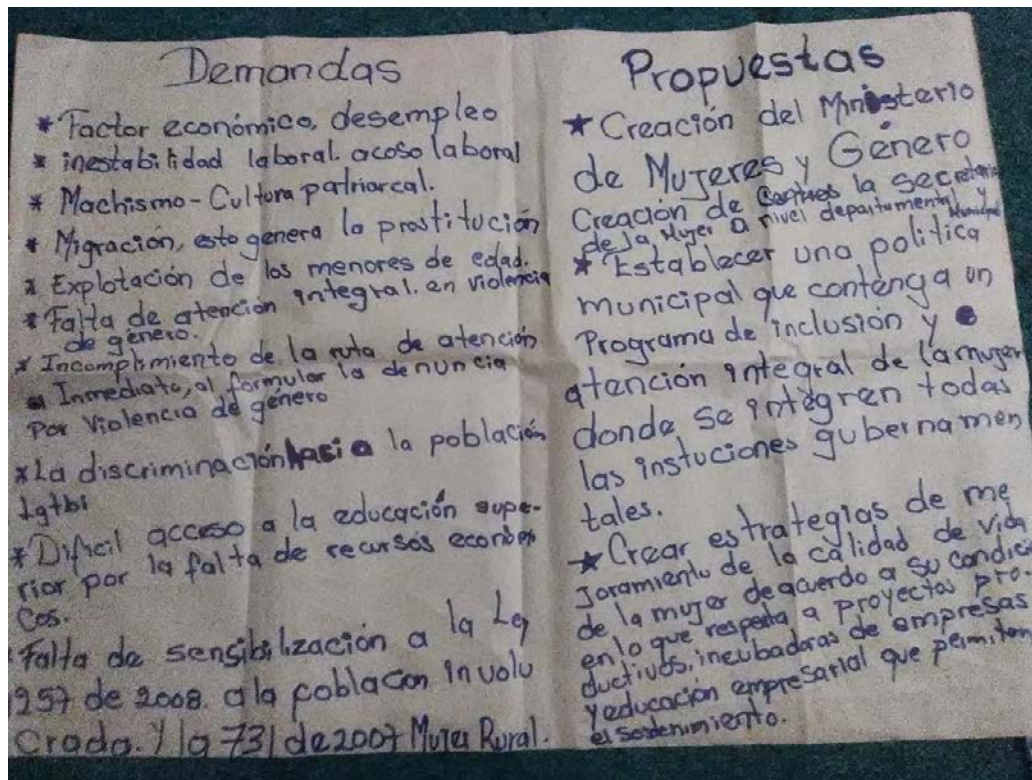 Demandas
* Factor económico, desempleo
* inestabilidad laboral. acoso laboral
* Machismo - Cultura patriarcal.
* Migración, esto genera la prostitución
* Explotación de los menores de edad.
* Falta de atención integral. en violencia
de género.
* Incumplimiento de la ruta de atención
Inmediata, al formular la denuncia
Por Violencia de género
* La discriminación hasia la población
Lgtbi
* Dificil acceso a la educación supe-
rior por la falta de recursos económi
Cos.
Falta de sensibilización a la Ley
1257 de 2008. a la poblacion involu
Crada. Y la 731 de 2007 Mujer Rural.
Propuestas
★ Creación del Ministerio
de Mujeres y Género
Creación de la secretaria
de la Mujer a nivel departamental y Municipal
★ Establecer una politica
municipal que contenga un
Programa de inclusión y
atención integral de la mujer
donde se integren todas
las instuciones gubernamen
tales.
★ Crear estrategias de me
Joramiento de la calidad de vida
de la mujer de acuerdo a su condici
en lo que respeta a proyectos pro-
ductivos, incubadoras de empresas
y educación empresarial que permitan
el sostenimiento.